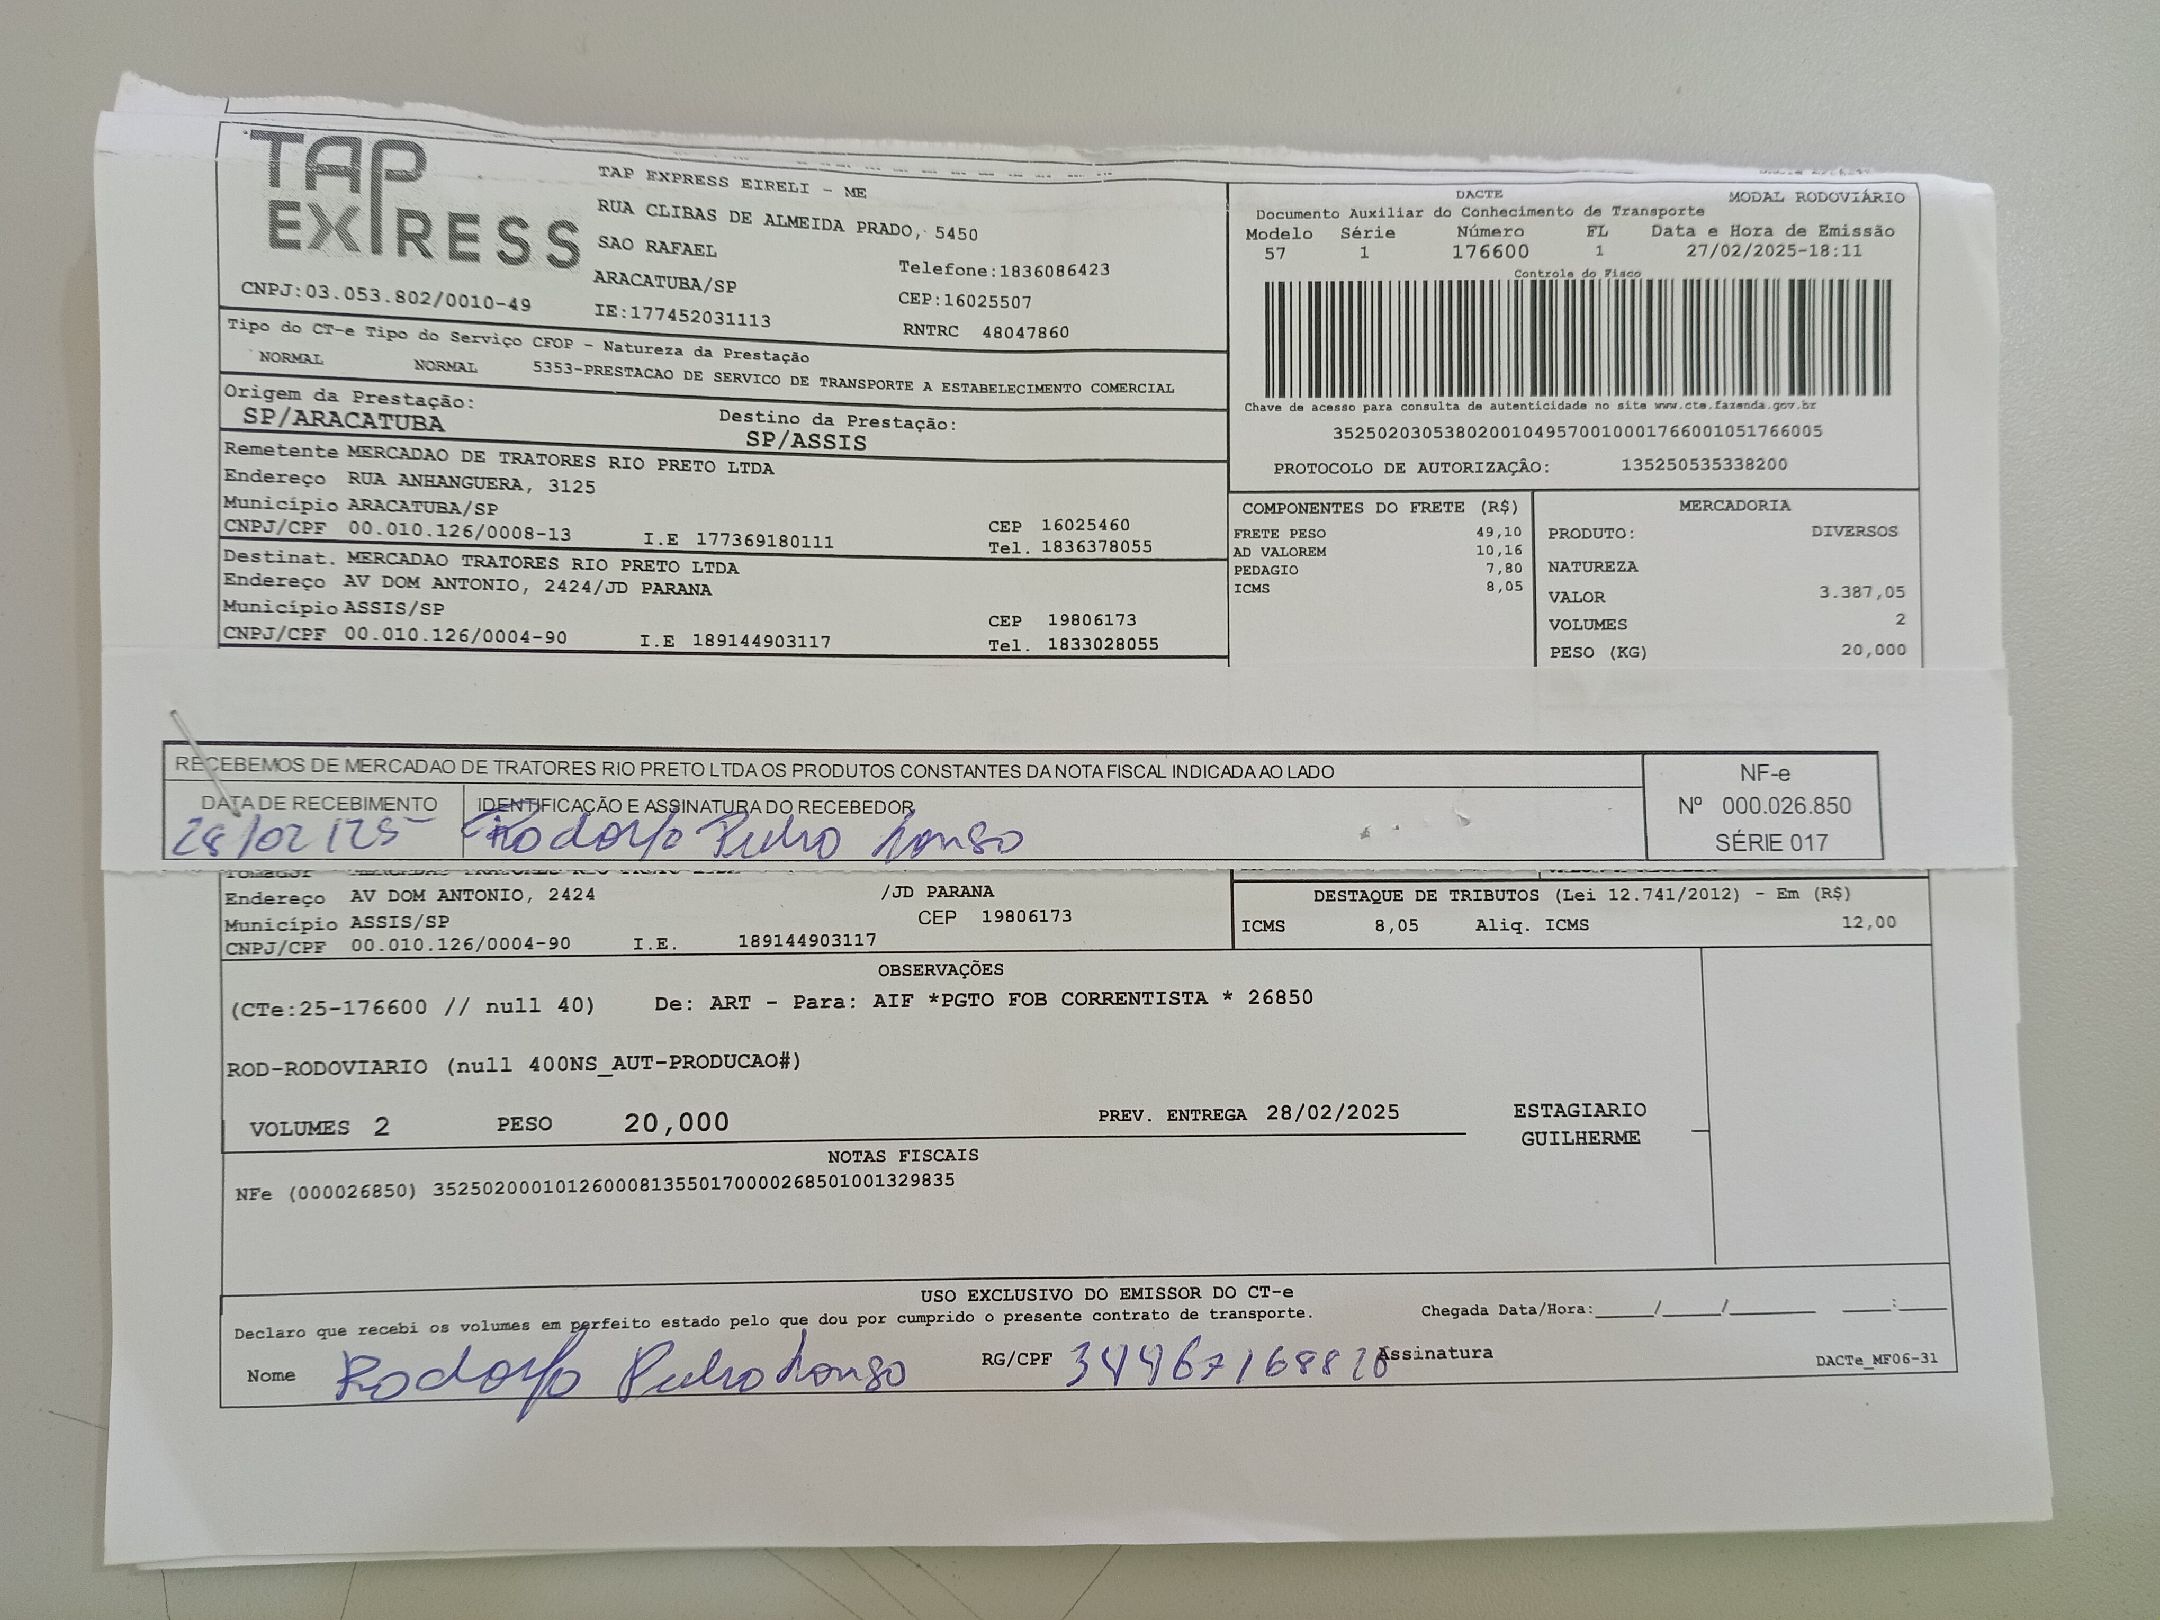 TAP
EXPRESS
TAP EXPRESS EIRELI - ME
RUA CLIBAS DE ALMEIDA PRADO, 5450
SAO RAFAEL
ARACATUBA/SP
Telefone:1836086423
CEP:16025507
CNPJ:03.053.802/0010-49
IE:177452031113
RNTRC 48047860
DACTE
MODAL RODOVIÁRIO
Documento Auxiliar do Conhecimento de Transporte
Modelo Série Número FL Data e Hora de Emissão
57 1 176600 1 27/02/2025-18:11
Controle do Fisco
Chave de acesso para consulta de autenticidade no site www.cte.fazenda.gov.br
35250203053802001049570010001766001051766005
PROTOCOLO DE AUTORIZAÇÃO: 135250535338200
Tipo do CT-e Tipo do Serviço CFOP - Natureza da Prestação
NORMAL NORMAL 5353-PRESTACAO DE SERVICO DE TRANSPORTE A ESTABELECIMENTO COMERCIAL
Origem da Prestação:
SP/ARACATUBA
Destino da Prestação:
SP/ASSIS
Remetente MERCADAO DE TRATORES RIO PRETO LTDA
Endereço RUA ANHANGUERA, 3125
Município ARACATUBA/SP
CEP 16025460
CNPJ/CPF 00.010.126/0008-13 I.E 177369180111 Tel. 1836378055
Destinat. MERCADAO TRATORES RIO PRETO LTDA
Endereço AV DOM ANTONIO, 2424/JD PARANA
Município ASSIS/SP CEP 19806173
CNPJ/CPF 00.010.126/0004-90 I.E 189144903117 Tel. 1833028055
COMPONENTES DO FRETE (R$)
FRETE PESO 49,10
AD VALOREM 10,16
PEDAGIO 7,80
ICMS 8,05
MERCADORIA
PRODUTO: DIVERSOS
NATUREZA
VALOR 3.387,05
VOLUMES 2
PESO (KG) 20,000
RECEBEMOS DE MERCADAO DE TRATORES RIO PRETO LTDA OS PRODUTOS CONSTANTES DA NOTA FISCAL INDICADA AO LADO
DATA DE RECEBIMENTO
28/02/25
IDENTIFICAÇÃO E ASSINATURA DO RECEBEDOR
Rodorfo Pedro
NF-e
Nº 000.026.850
SÉRIE 017
Endereço AV DOM ANTONIO, 2424 /JD PARANA
Município ASSIS/SP CEP 19806173
CNPJ/CPF 00.010.126/0004-90 I.E. 189144903117
DESTAQUE DE TRIBUTOS (Lei 12.741/2012) - Em (R$)
ICMS 8,05 Aliq. ICMS 12,00
OBSERVAÇÕES
(CTe:25-176600 // null 40) De: ART - Para: AIF *PGTO FOB CORRENTISTA * 26850
ROD-RODOVIARIO (null 400NS_AUT-PRODUCAO#)
VOLUMES 2 PESO 20,000 PREV. ENTREGA 28/02/2025
ESTAGIARIO
GUILHERME
NOTAS FISCAIS
NFe (000026850) 35250200010126000813550170000268501001329835
USO EXCLUSIVO DO EMISSOR DO CT-e
Declaro que recebi os volumes em perfeito estado pelo que dou por cumprido o presente contrato de transporte.
Chegada Data/Hora:_____/_____/_______ ____:____
Nome Rodorfo Pedro RG/CPF 34467168820 Assinatura
DACTe_MF06-31